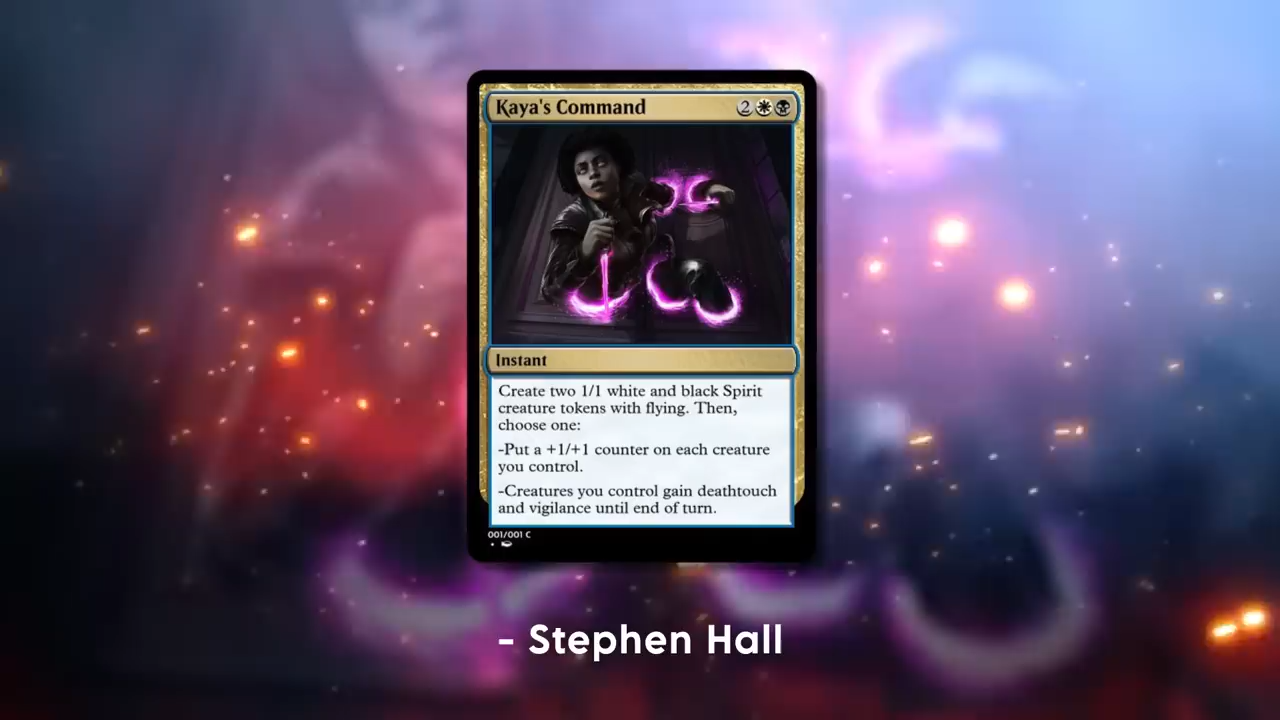 Kaya's Command 2
Instant
Create two 1/1 white and black Spirit
creature tokens with flying. Then,
choose one:
-Put a +1/+1 counter on each creature
you control.
-Creatures you control gain deathtouch
and vigilance until end of turn.
001/001 C
- Stephen Hall